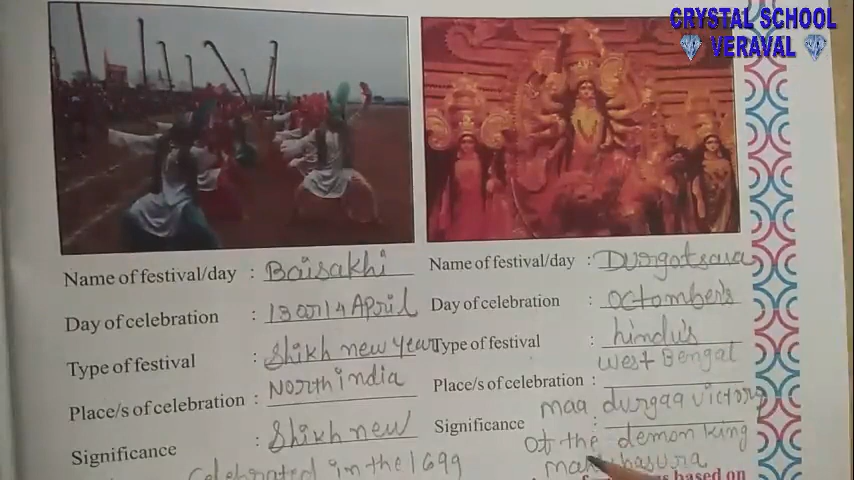 CRYSTAL SCHOOL
VERAVAL
Name of festival/day : Baisakhi
Day of celebration : 13 or 14 April
Type of festival : Shikh new year
Place/s of celebration : North india
Significance : Shikh new
Celebrated in the 1699
Name of festival/day : Durgotsava
Day of celebration : Octomber's
Type of festival : hindu's
West Bengal
Place/s of celebration :
Significance : maa durgaa victory
Of the demon king
mahishasura
based on